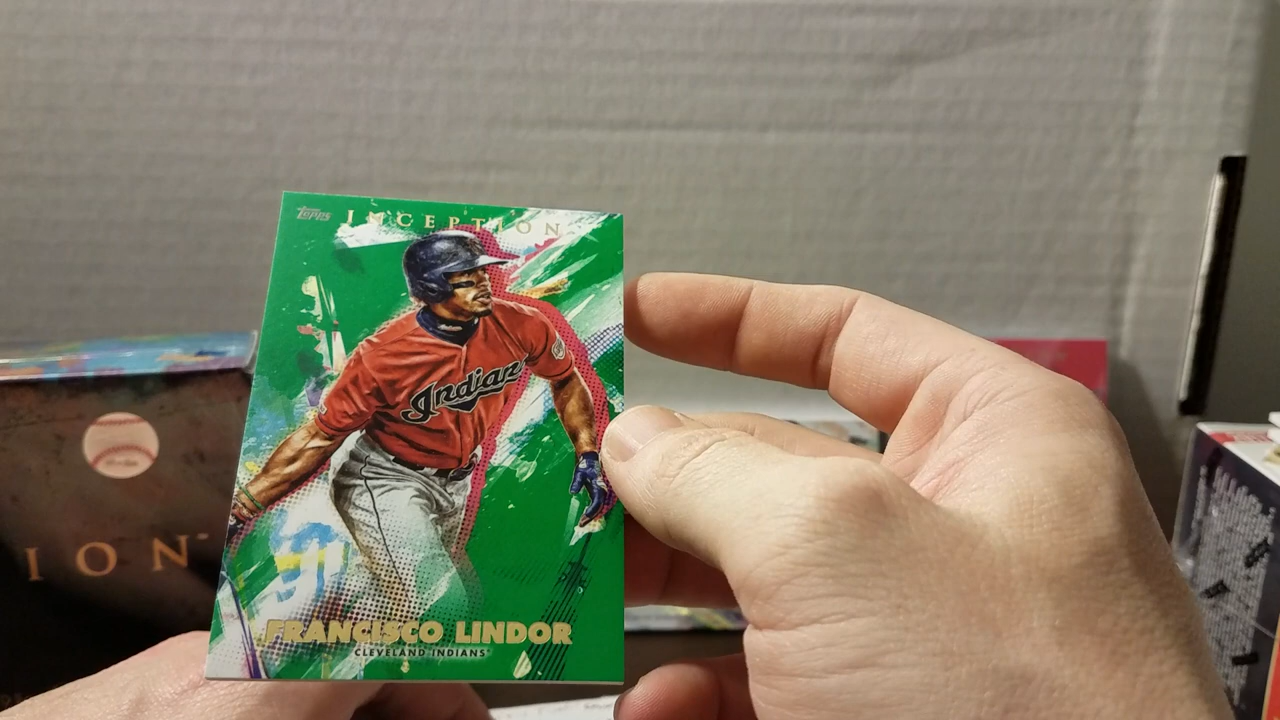 Topps
INCEPTION
Indians
FRANCISCO LINDOR
CLEVELAND INDIANS
ION